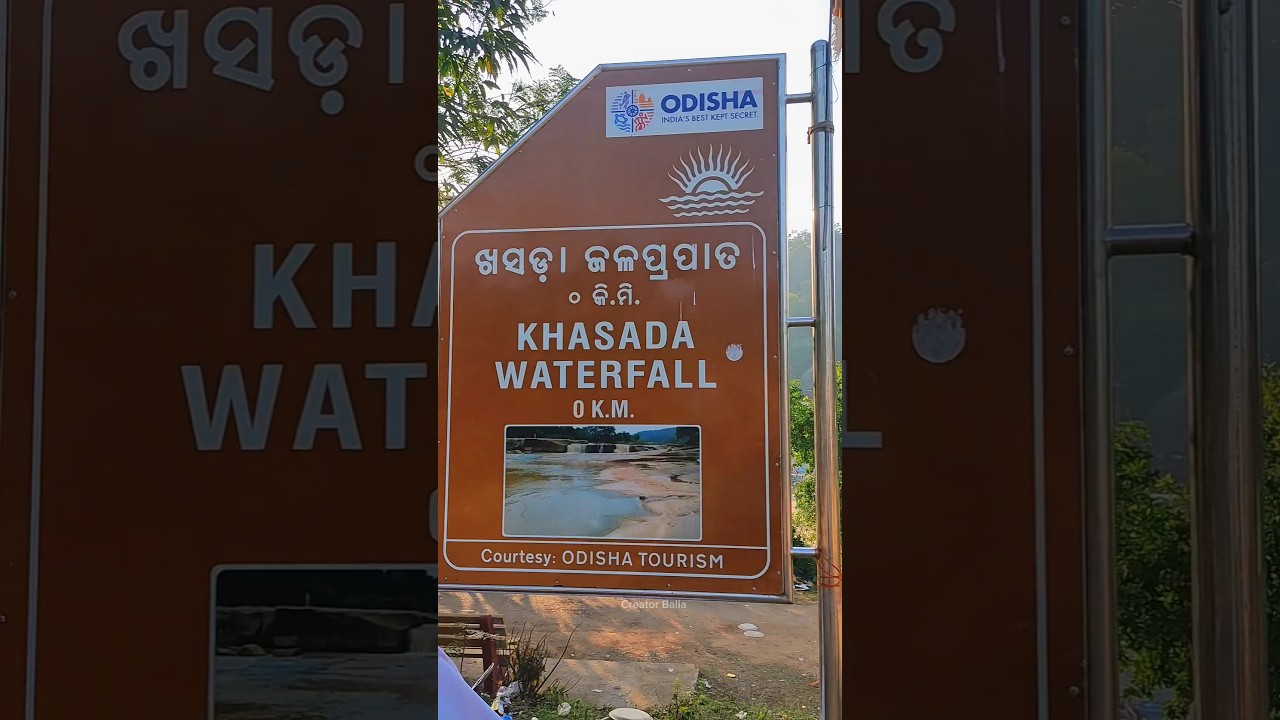 ODISHA
INDIA'S BEST KEPT SECRET.
ଖସଡ଼ା ଜଳପ୍ରପାତ
୦ କି.ମି.
KHASADA
WATERFALL
0 K.M.
Courtesy: ODISHA TOURISM
Creator Balia